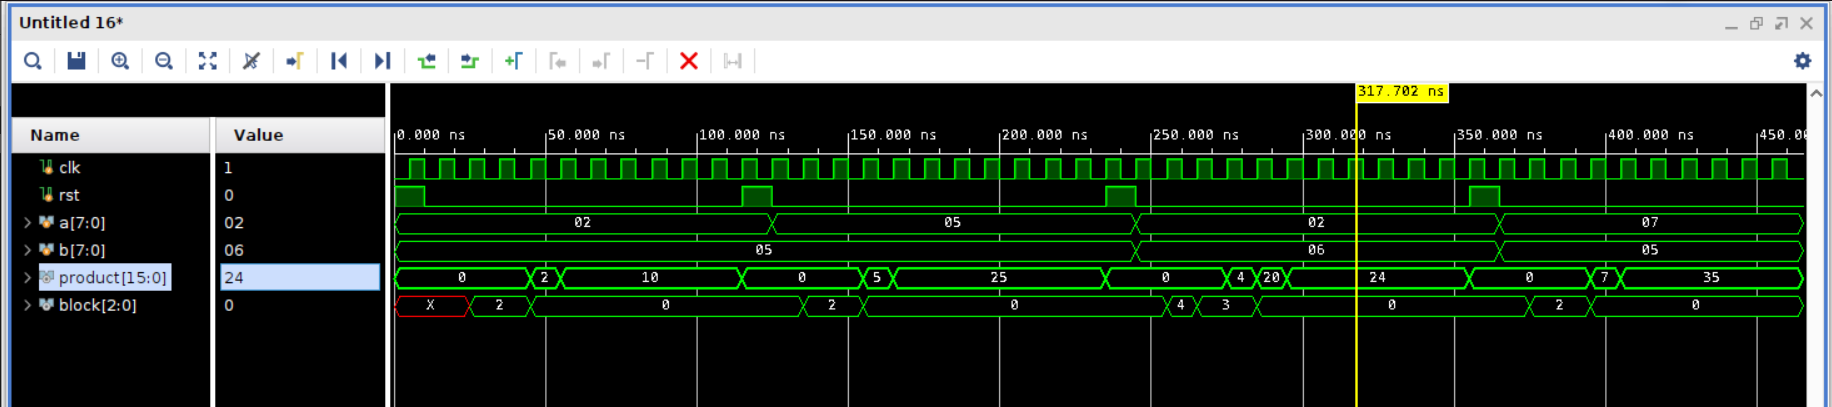 Untitled 16*
317.702 ns
Name Value 0.000 ns 50.000 ns 100.000 ns 150.000 ns 200.000 ns 250.000 ns 300.000 ns 350.000 ns 400.000 ns 450.00
clk 1
rst 0
a[7:0] 02 02 05 02 07
b[7:0] 06 05 06 05
product[15:0] 24 0 2 10 0 5 25 0 4 20 24 0 7 35
block[2:0] 0 X 2 0 2 0 4 3 0 2 0